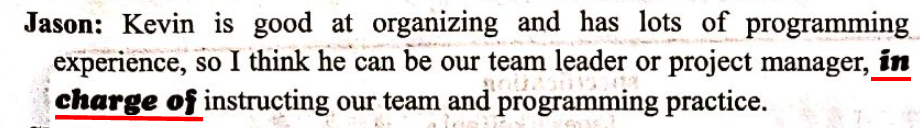 Jason: Kevin is good at organizing and has lots of programming
experience, so I think he can be our team leader or project manager, in
charge of instructing our team and programming practice.